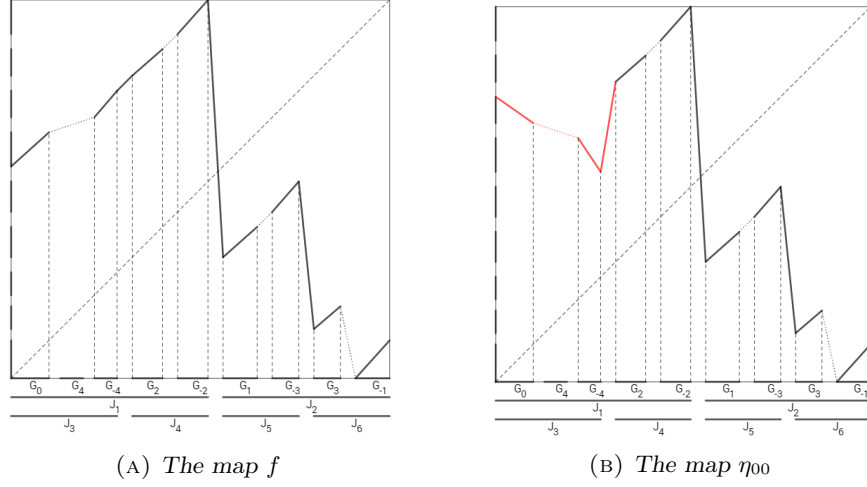 G0 G4 G-4 G2 G-2 G1 G-3 G3 G-1
J1 J2
J3 J4 J5 J6
(A) The map f
G0 G4 G-4 G2 G-2 G1 G-3 G3 G-1
J1 J2
J3 J4 J5 J6
(B) The map η00